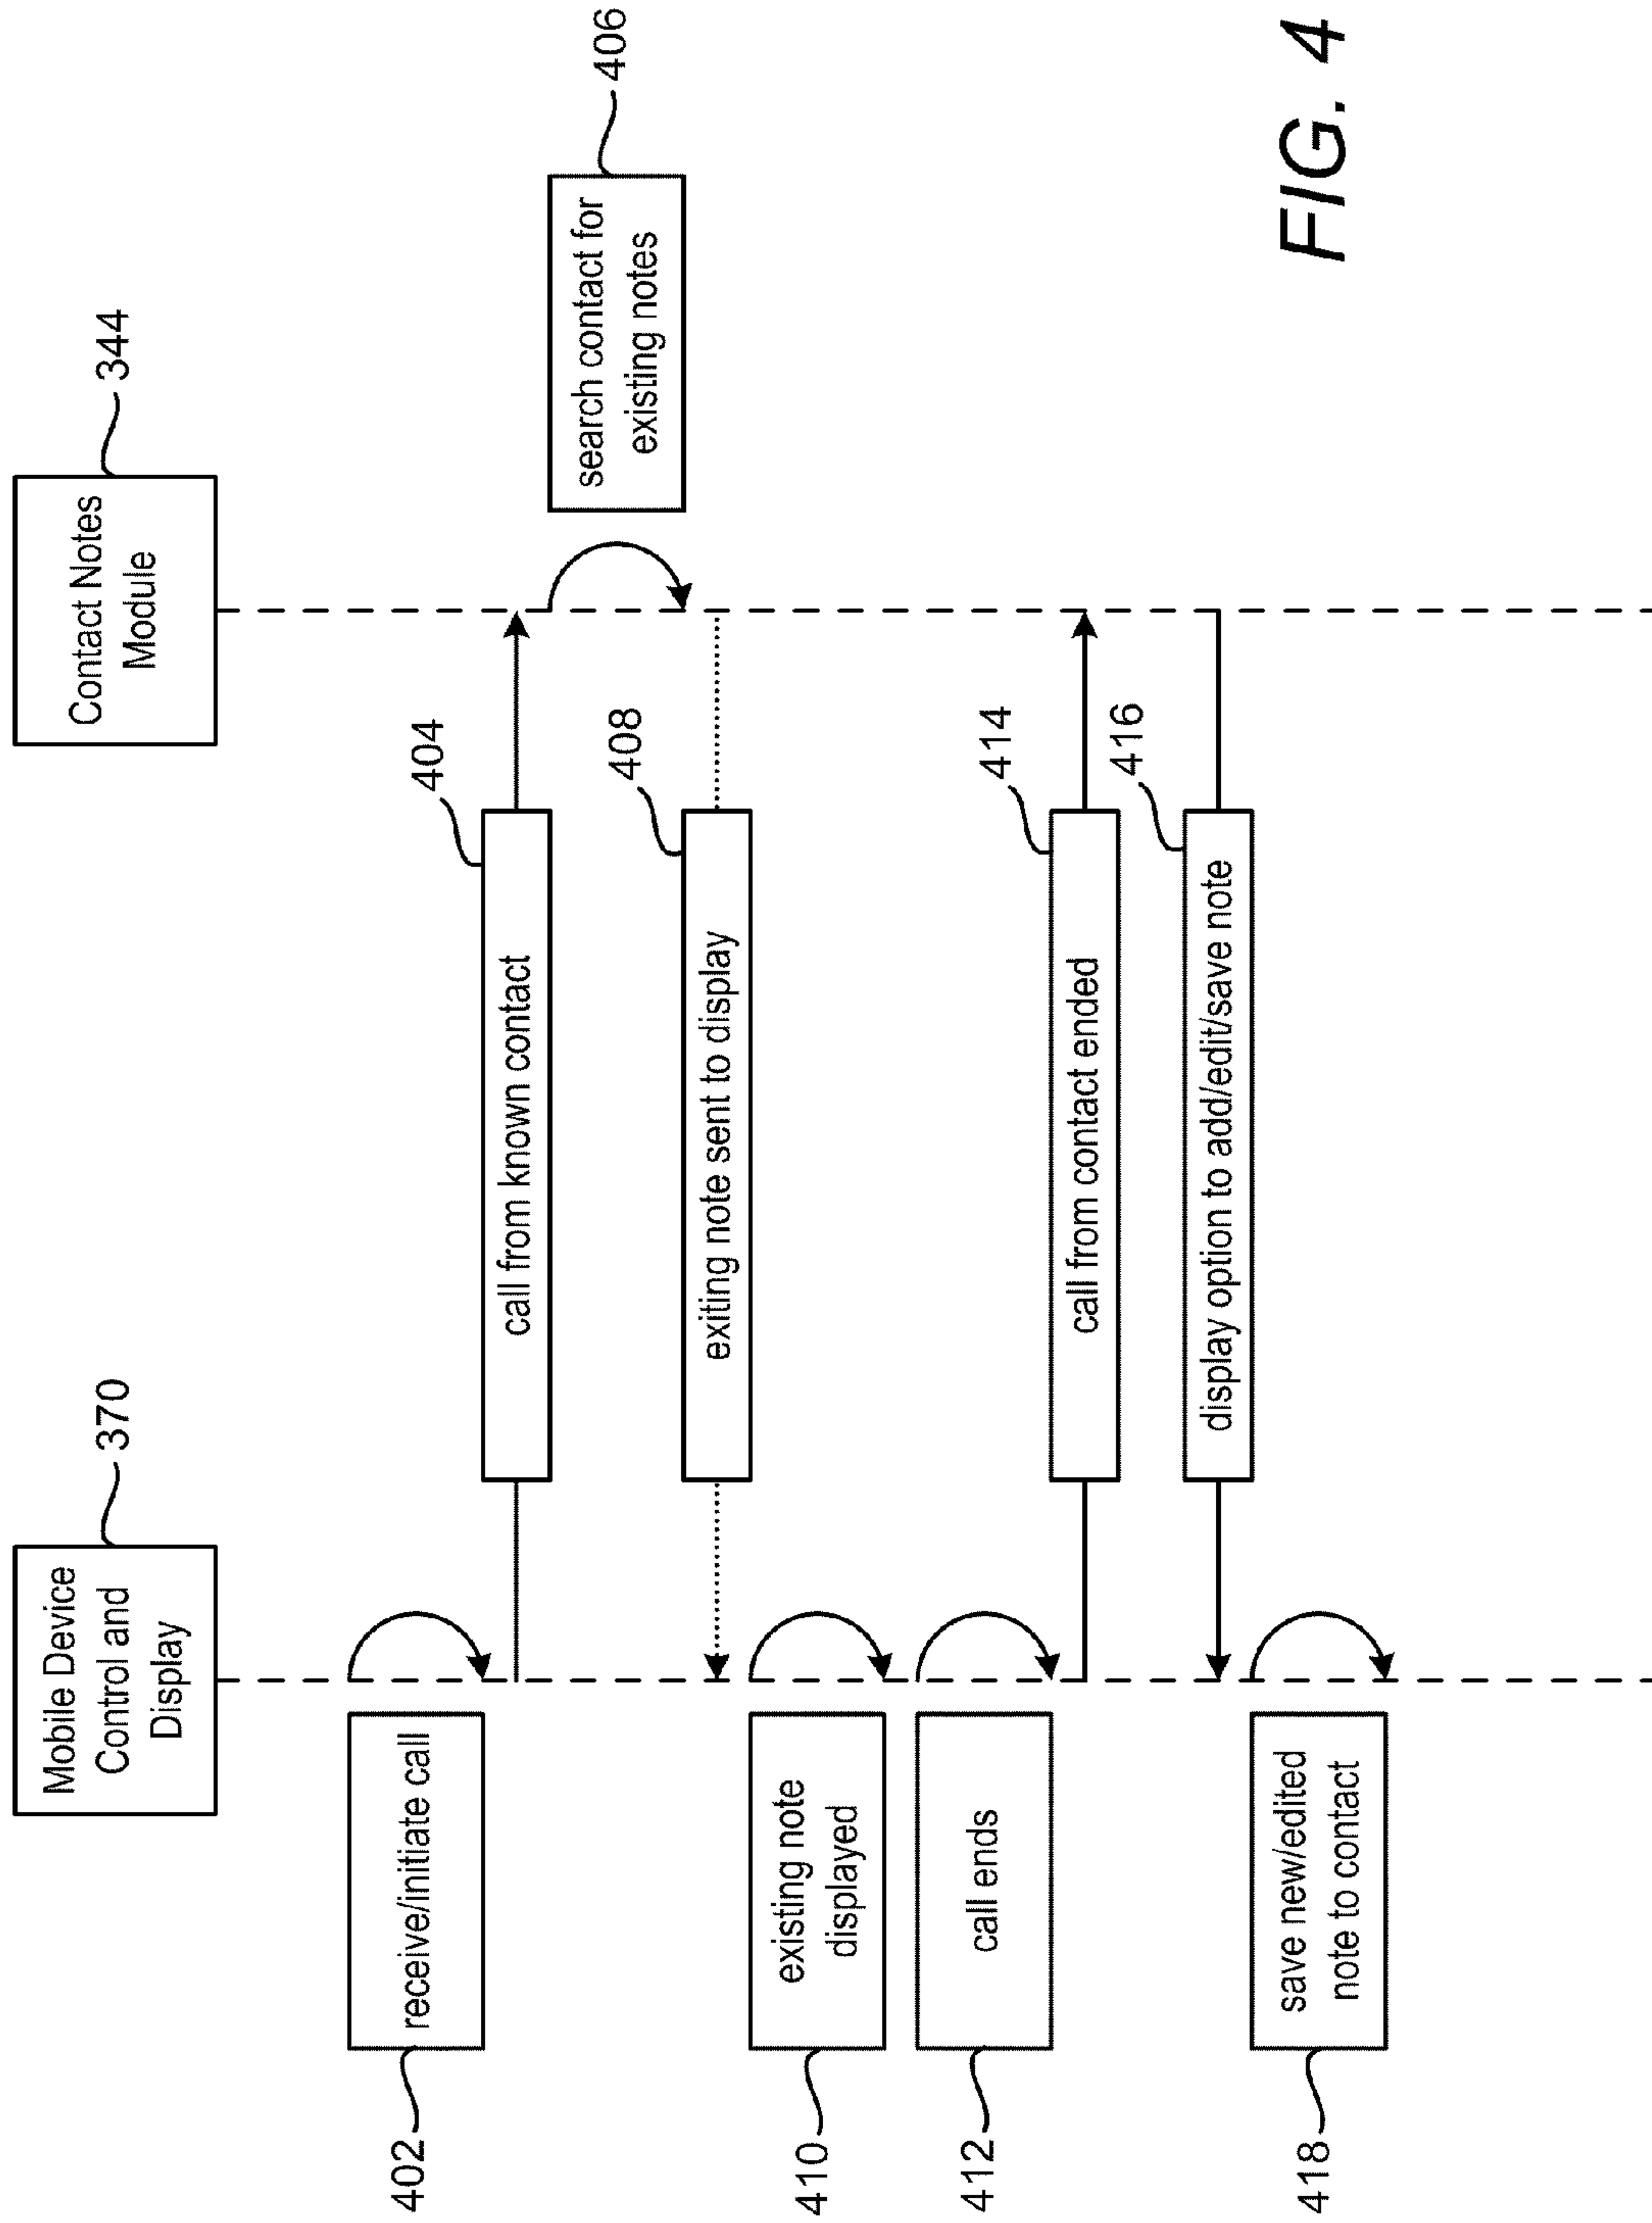 Mobile Device
Control and
Display
370
Contact Notes
Module
344
402
receive/initiate call
404
call from known contact
406
search contact for
existing notes
408
exiting note sent to display
410
existing note
displayed
412
call ends
414
call from contact ended
416
display option to add/edit/save note
418
save new/edited
note to contact
FIG. 4